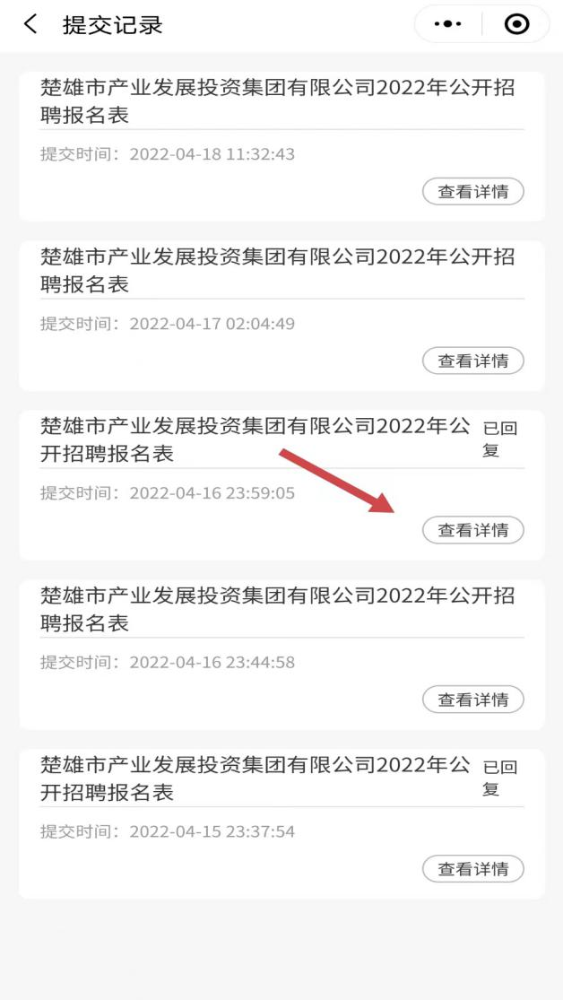 提交记录
楚雄市产业发展投资集团有限公司2022年公开招
聘报名表
提交时间：2022-04-18 11:32:43
查看详情
楚雄市产业发展投资集团有限公司2022年公开招
聘报名表
提交时间：2022-04-17 02:04:49
查看详情
楚雄市产业发展投资集团有限公司2022年公
开招聘报名表
已回
复
提交时间：2022-04-16 23:59:05
查看详情
楚雄市产业发展投资集团有限公司2022年公开招
聘报名表
提交时间：2022-04-16 23:44:58
查看详情
楚雄市产业发展投资集团有限公司2022年公
开招聘报名表
已回
复
提交时间：2022-04-15 23:37:54
查看详情